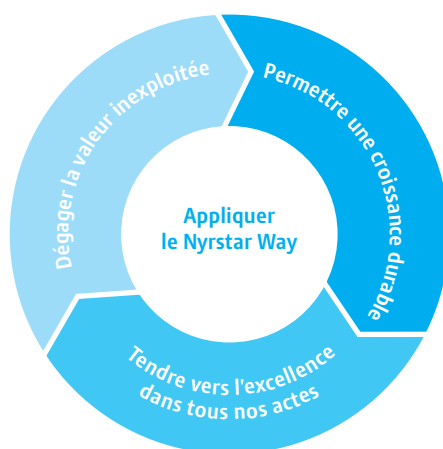 Dégager la valeur inexploitée
Permettre une croissance durable
Appliquer
le Nyrstar Way
Tendre vers l'excellence
dans tous nos actes